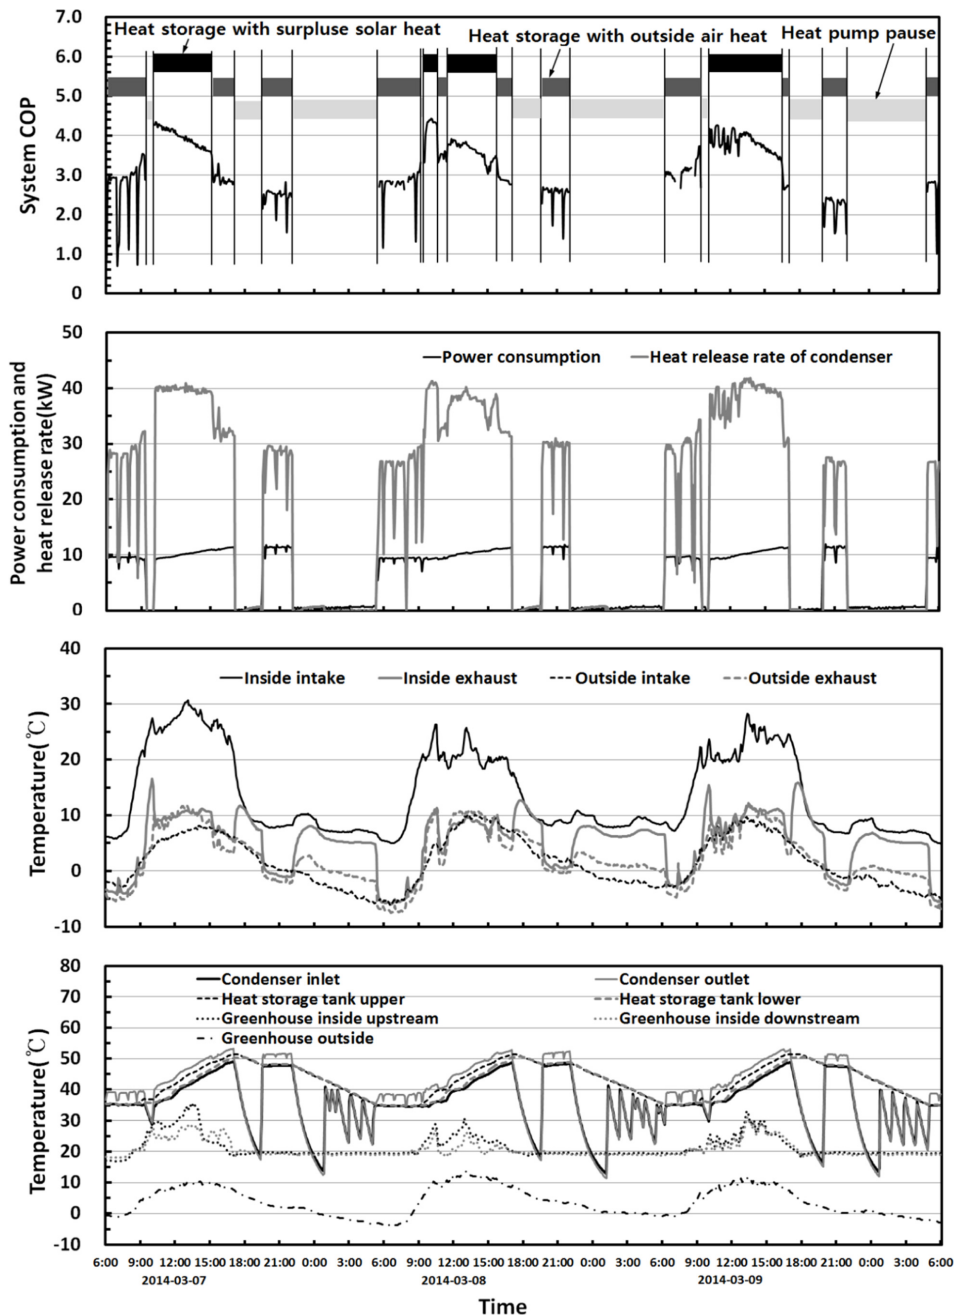 Heat storage with surpluse solar heat
Heat storage with outside air heat
Heat pump pause
System COP
7.0
6.0
5.0
4.0
3.0
2.0
1.0
0
Power consumption and
heat release rate(kW)
Power consumption
Heat release rate of condenser
50
40
30
20
10
0
Temperature(℃)
Inside intake
Inside exhaust
Outside intake
Outside exhaust
40
30
20
10
0
-10
Temperature(℃)
Condenser inlet
Condenser outlet
Heat storage tank upper
Heat storage tank lower
Greenhouse inside upstream
Greenhouse inside downstream
Greenhouse outside
80
70
60
50
40
30
20
10
0
-10
6:00 9:00 12:00 15:00 18:00 21:00 0:00 3:00 6:00 9:00 12:00 15:00 18:00 21:00 0:00 3:00 6:00 9:00 12:00 15:00 18:00 21:00 0:00 3:00 6:00
2014-03-07 2014-03-08 2014-03-09
Time